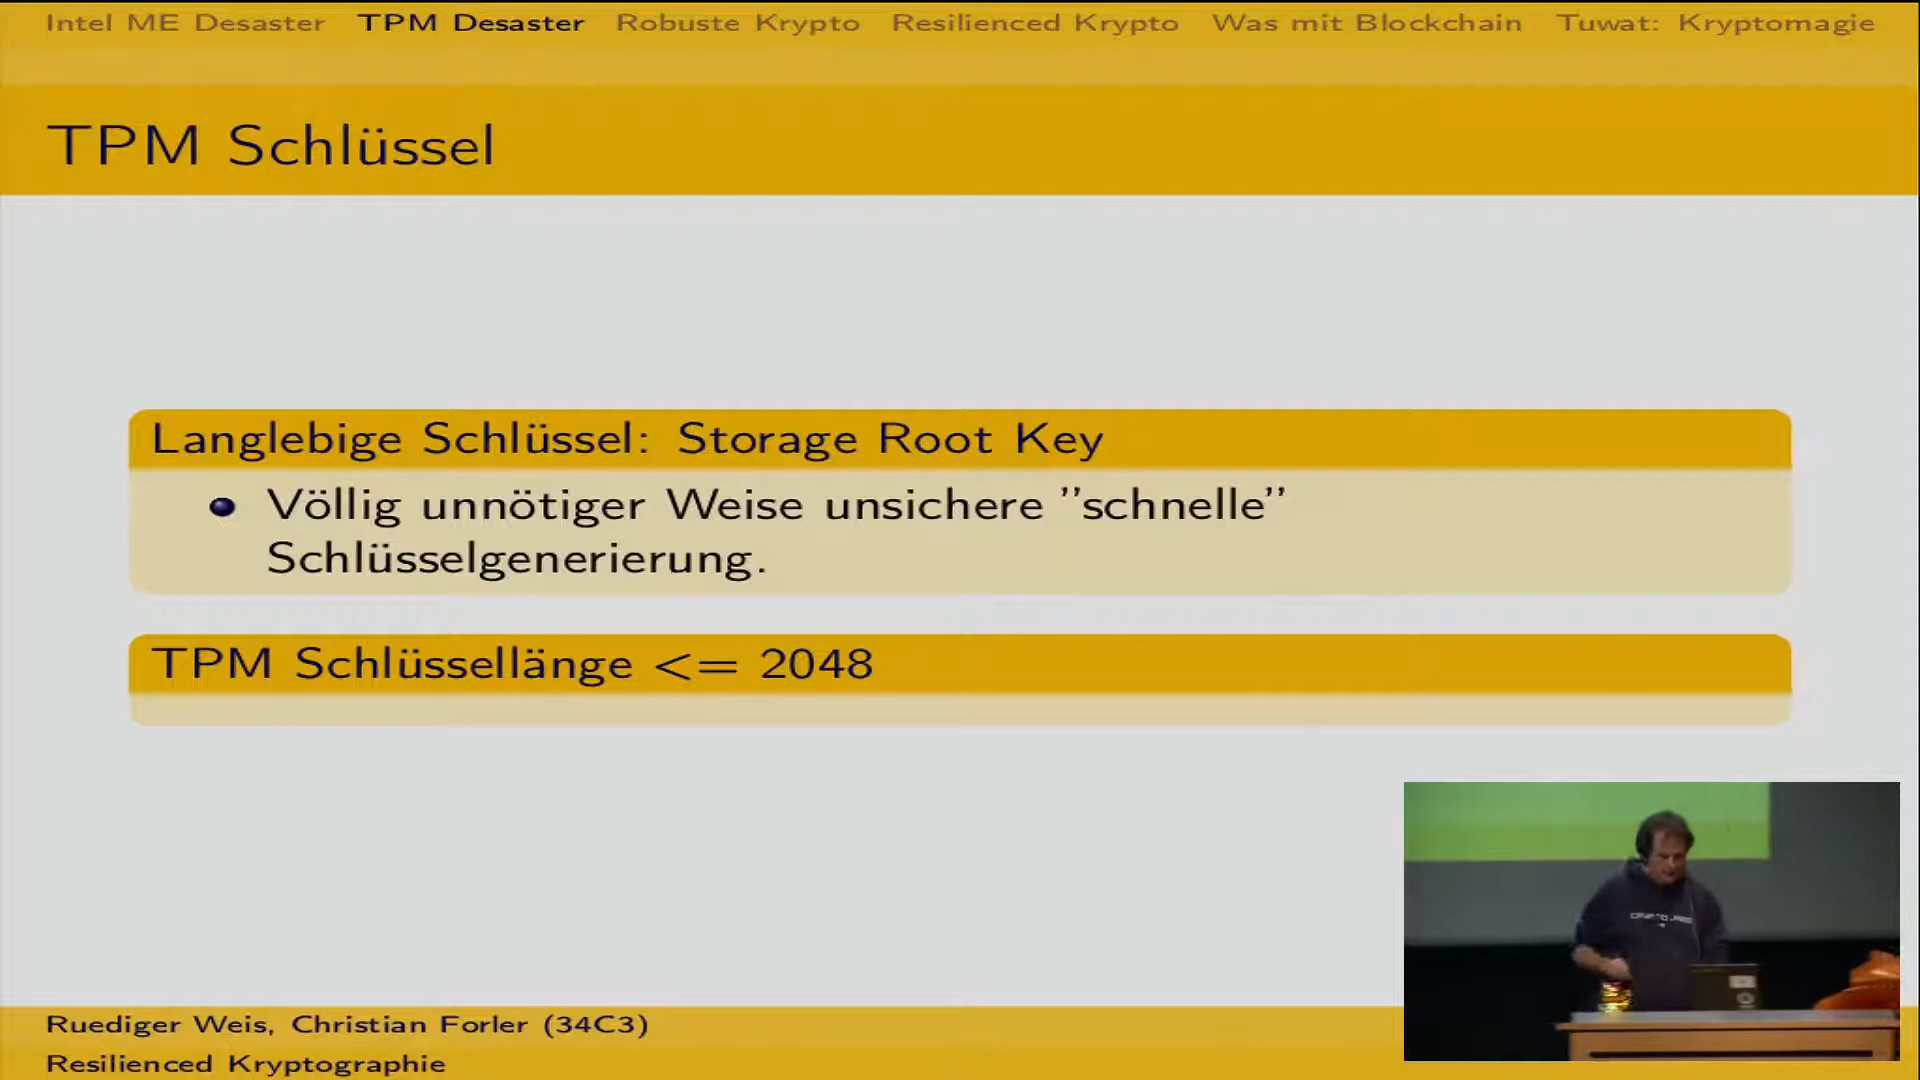 Intel ME Desaster TPM Desaster Robuste Krypto Resilienced Krypto Was mit Blockchain Tuwat: Kryptomagie
TPM Schlüssel
Langlebige Schlüssel: Storage Root Key
Völlig unnötiger Weise unsichere ”schnelle”
Schlüsselgenerierung.
TPM Schlüssellänge <= 2048
Ruediger Weis, Christian Forler (34C3)
Resilienced Kryptographie